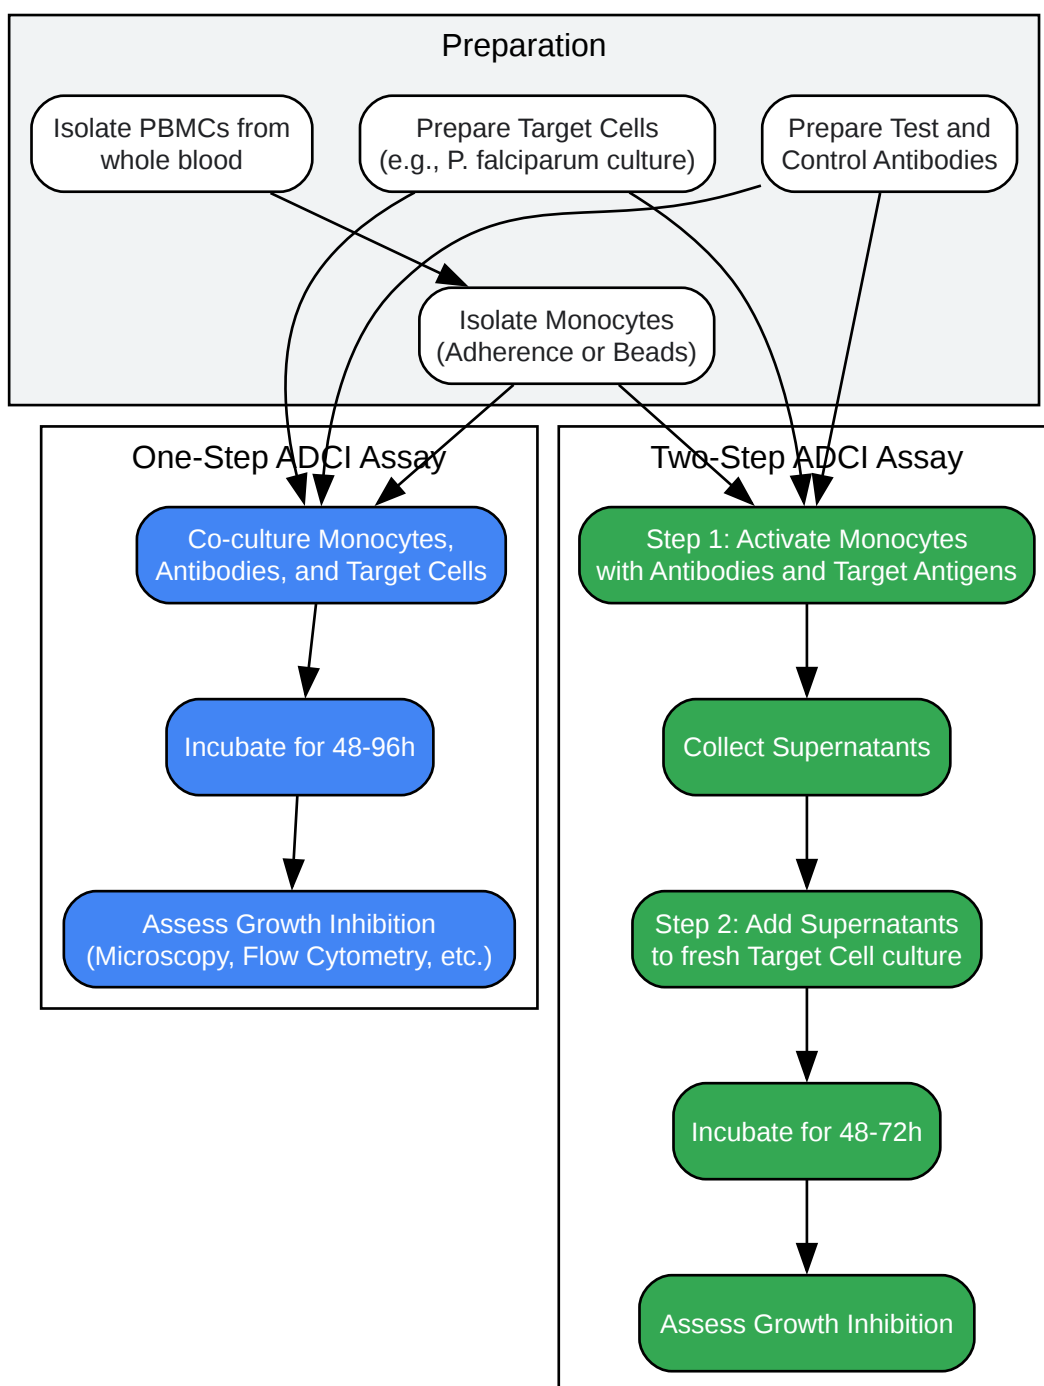 Preparation
Isolate PBMCs from
whole blood
Prepare Target Cells
(e.g., P. falciparum culture)
Prepare Test and
Control Antibodies
Isolate Monocytes
(Adherence or Beads)
One-Step ADCI Assay
Co-culture Monocytes,
Antibodies, and Target Cells
Incubate for 48-96h
Assess Growth Inhibition
(Microscopy, Flow Cytometry, etc.)
Two-Step ADCI Assay
Step 1: Activate Monocytes
with Antibodies and Target Antigens
Collect Supernatants
Step 2: Add Supernatants
to fresh Target Cell culture
Incubate for 48-72h
Assess Growth Inhibition